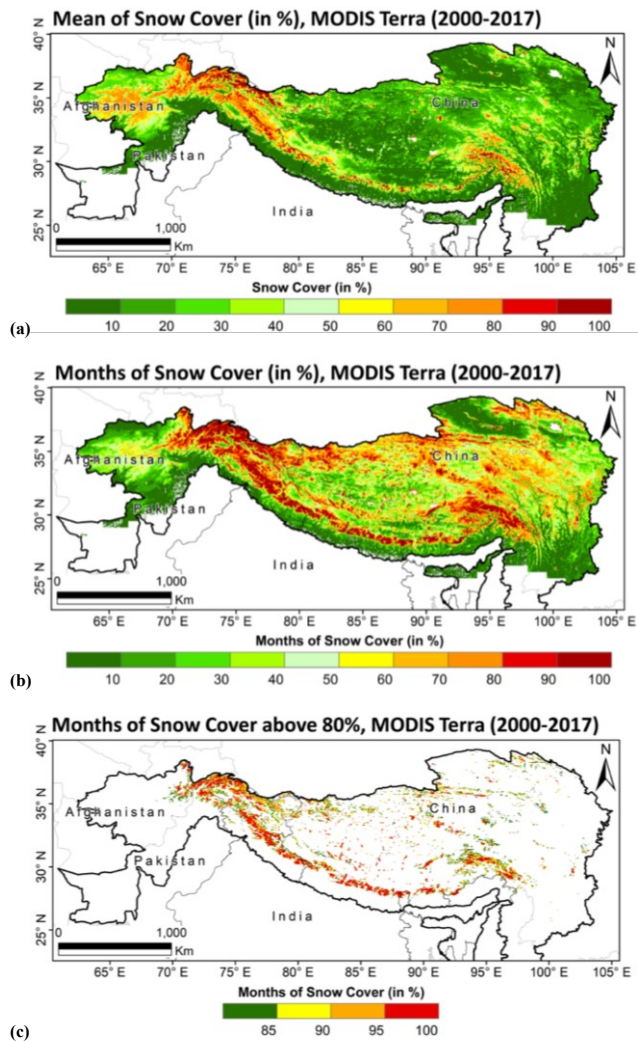 Mean of Snow Cover (in %), MODIS Terra (2000-2017)
40° N
35° N
30° N
25° N
N
Afghanistan
China
Pakistan
India
0 1,000
Km
65° E 70° E 75° E 80° E 85° E 90° E 95° E 100° E 105° E
Snow Cover (in %)
10 20 30 40 50 60 70 80 90 100
(a)
Months of Snow Cover (in %), MODIS Terra (2000-2017)
40° N
35° N
30° N
25° N
N
Afghanistan
China
Pakistan
India
0 1,000
Km
65° E 70° E 75° E 80° E 85° E 90° E 95° E 100° E 105° E
Months of Snow Cover (in %)
10 20 30 40 50 60 70 80 90 100
(b)
Months of Snow Cover above 80%, MODIS Terra (2000-2017)
40° N
35° N
30° N
25° N
N
Afghanistan
China
Pakistan
India
0 1,000
Km
65° E 70° E 75° E 80° E 85° E 90° E 95° E 100° E 105° E
Months of Snow Cover (in %)
85 90 95 100
(c)